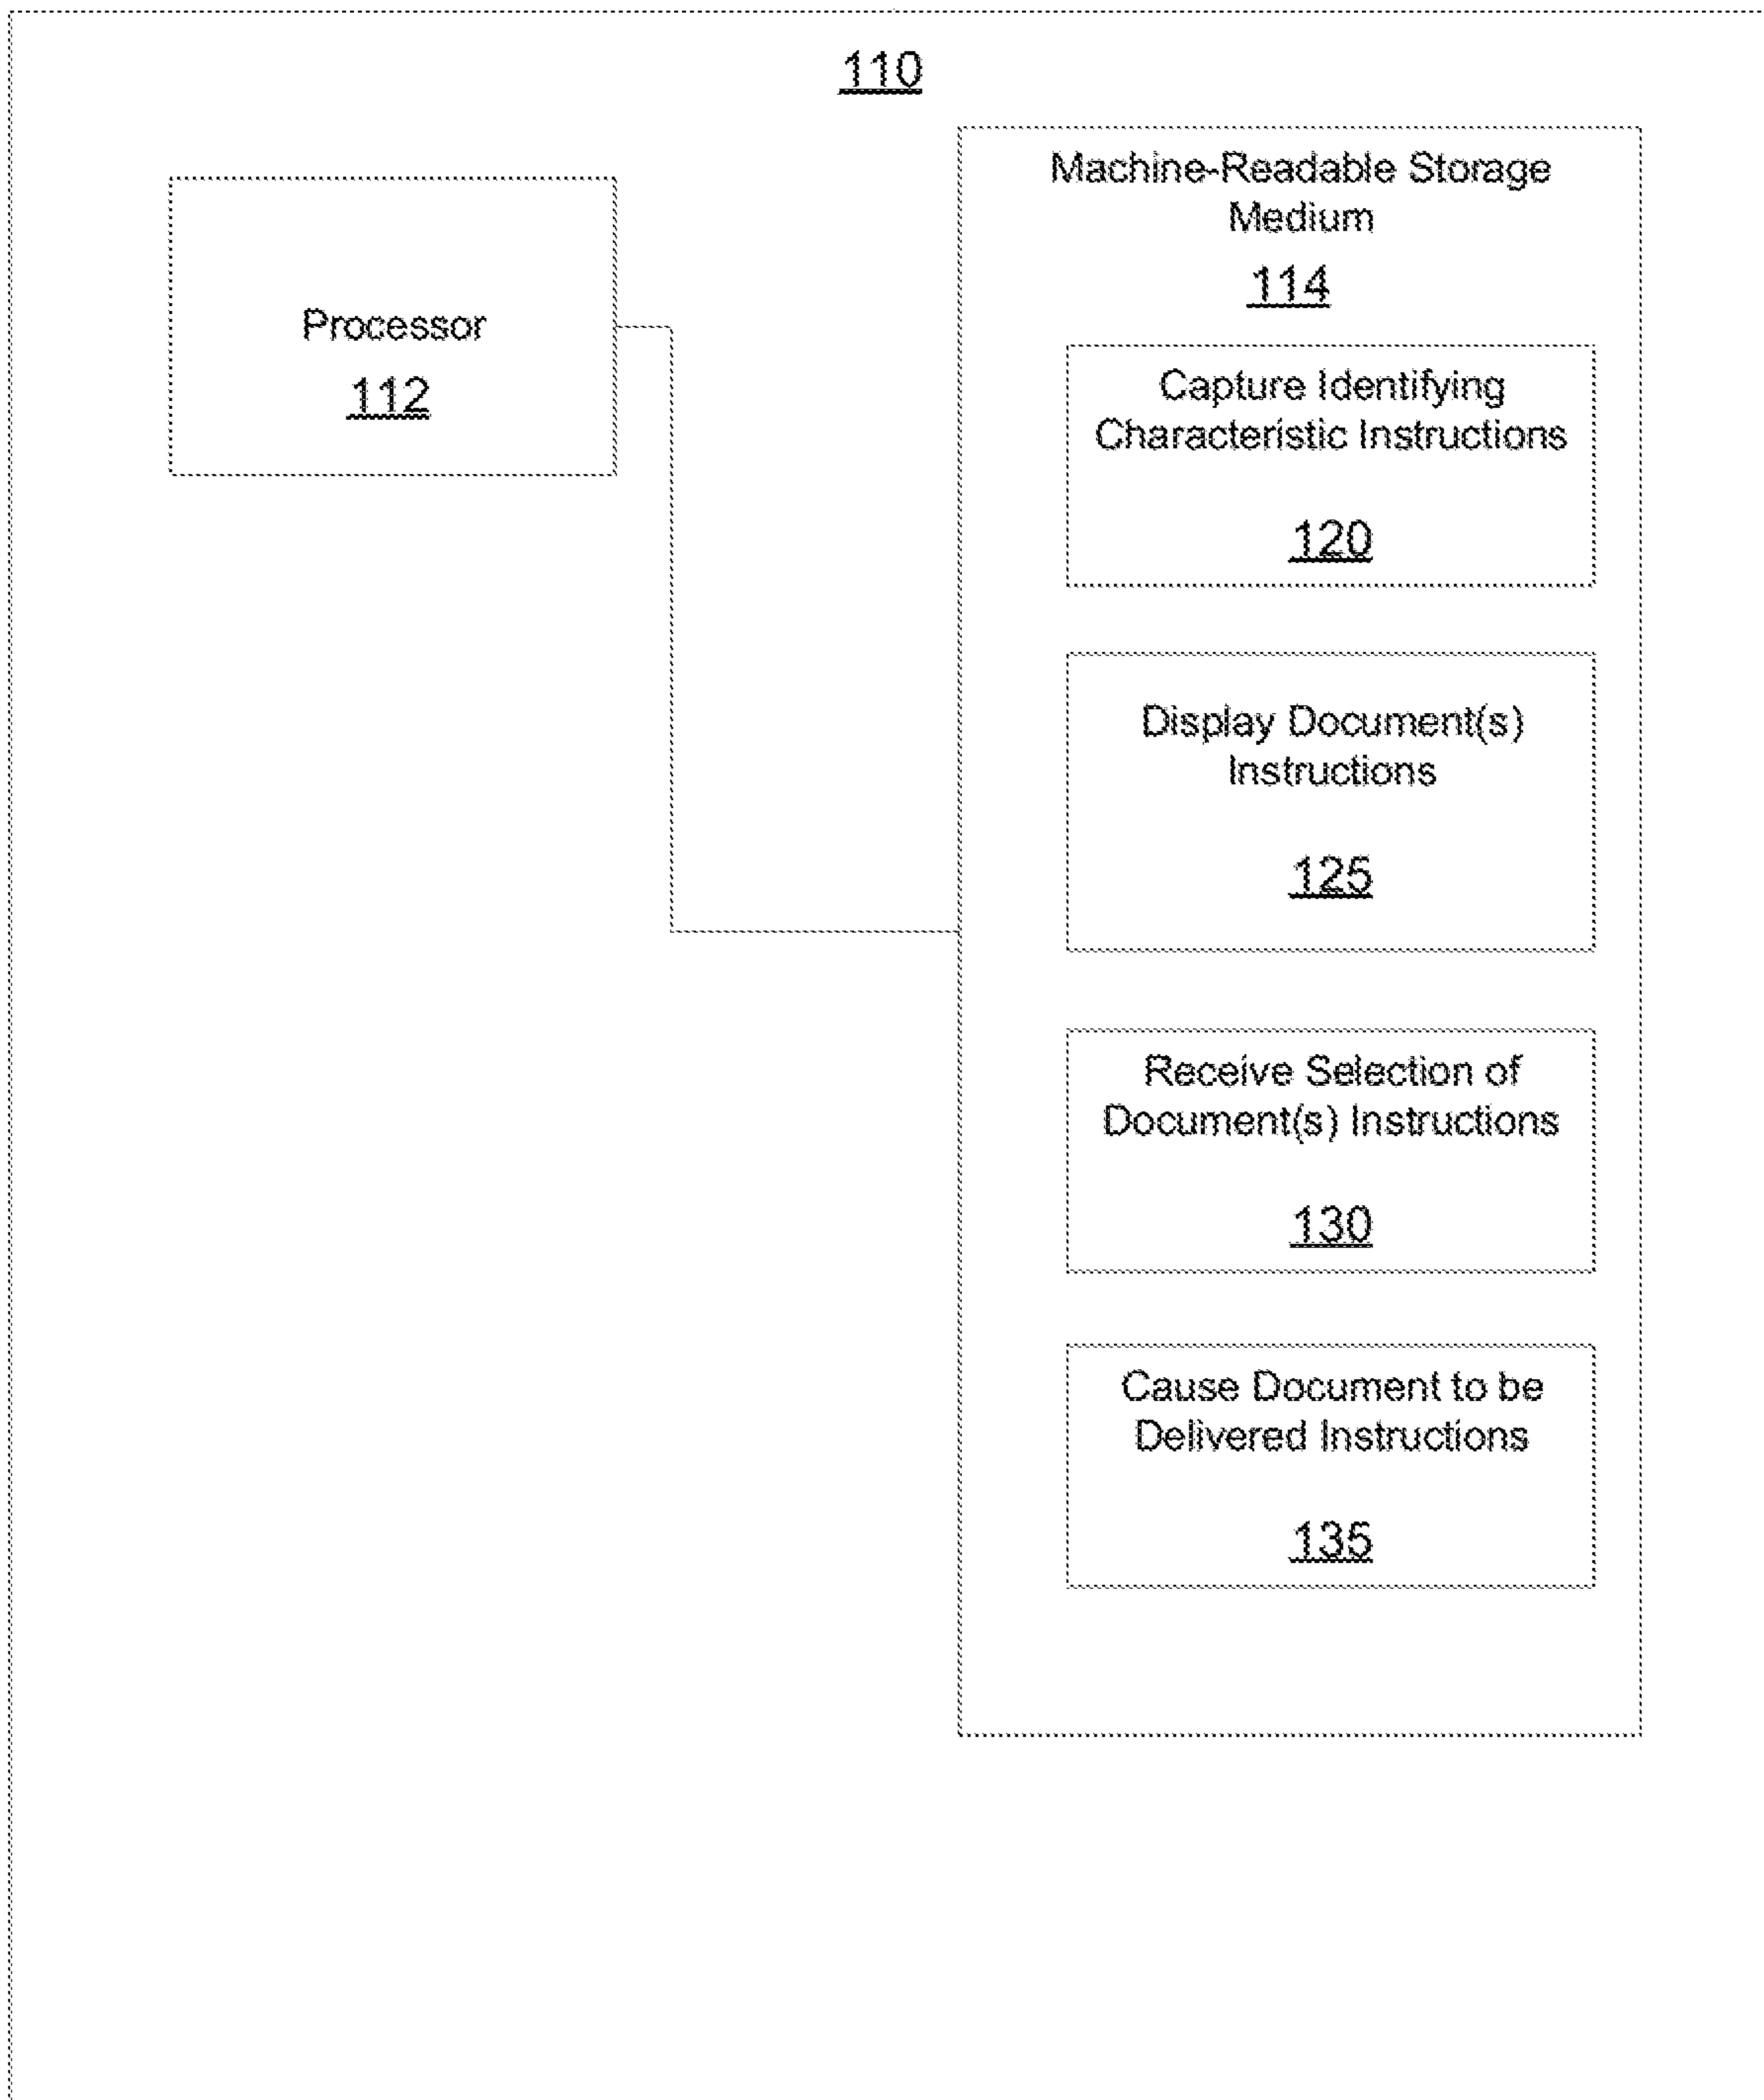 110
Processor
112
Machine-Readable Storage
Medium
114
Capture Identifying
Characteristic Instructions
120
Display Document(s)
Instructions
125
Receive Selection of
Document(s) Instructions
130
Cause Document to be
Delivered Instructions
135